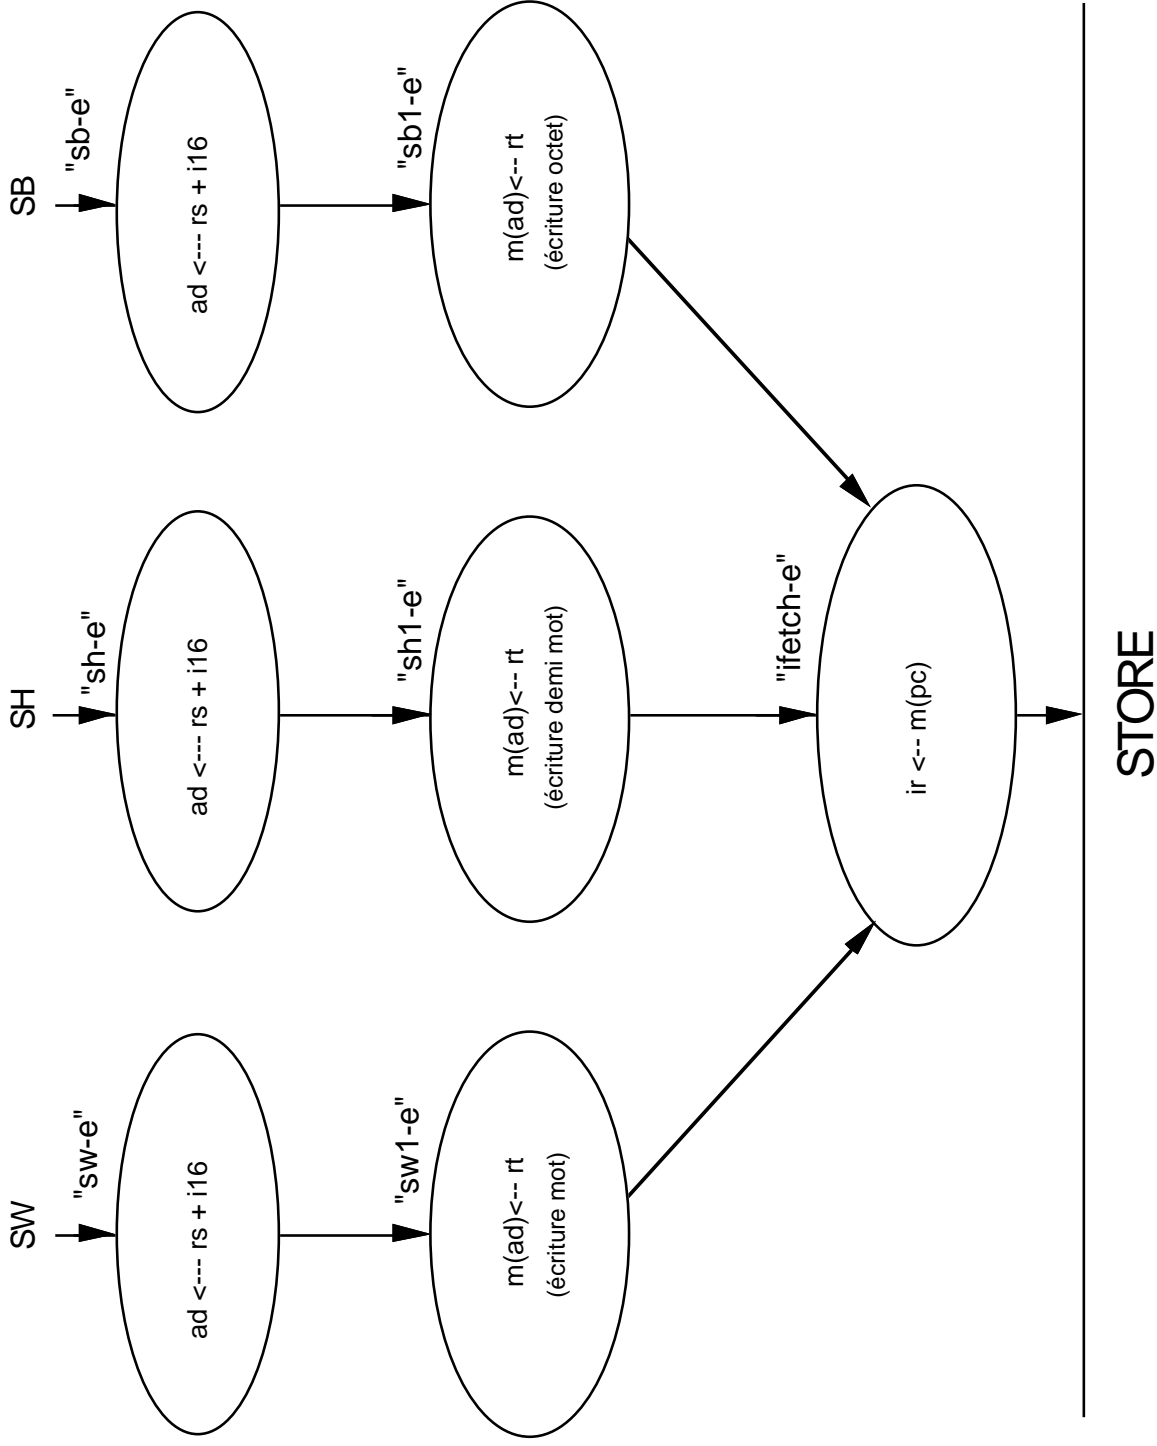 SW
SH
SB
"sw-e"
"sh-e"
"sb-e"
ad <--- rs + i16
ad <--- rs + i16
ad <--- rs + i16
"sw1-e"
"sh1-e"
"sb1-e"
m(ad)<-- rt
(écriture mot)
m(ad)<-- rt
(écriture demi mot)
m(ad)<-- rt
(écriture octet)
"ifetch-e"
ir <-- m(pc)
STORE